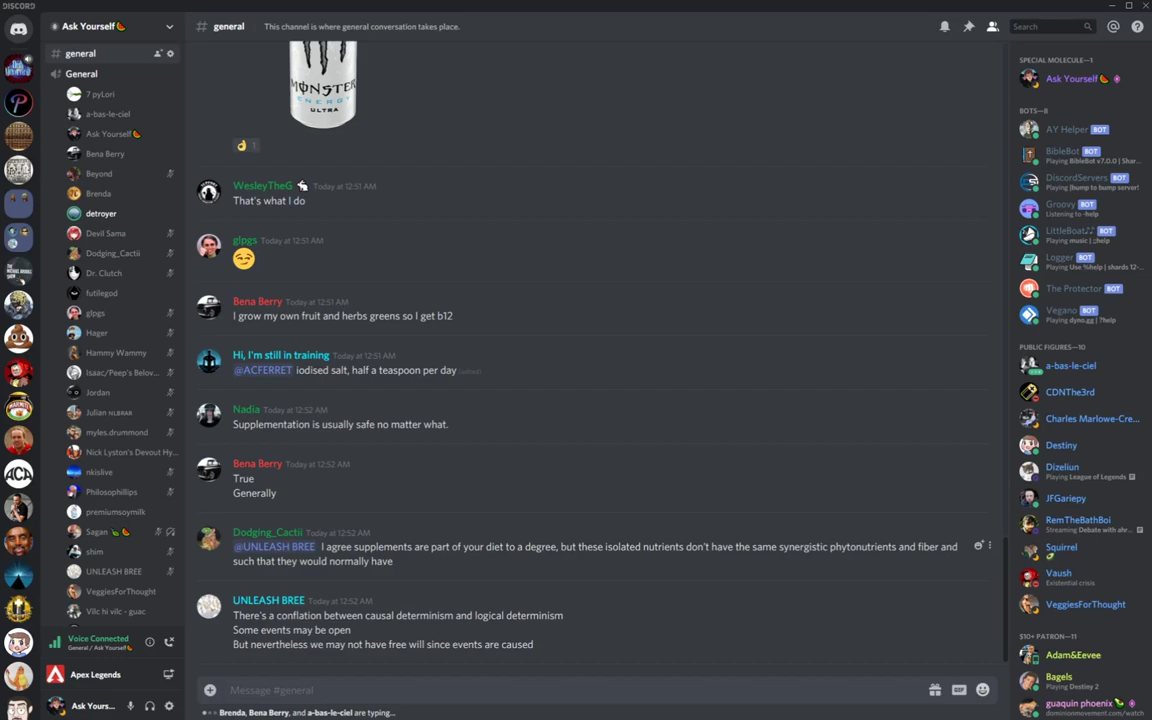 DISCORD
Ask Yourself🍉
general
General
7 pyLori
a-bas-le-ciel
Ask Yourself🍉
Bena Berry
Beyond
Brenda
detroyer
Devil Sama
Dodging_Cactii
Dr. Clutch
futilegod
glpgs
Hager
Hammy Wammy
Isaac/Peep's Belov...
Jordan
Julian NLBRAR
myles.drummond
Nick Lyston's Devout Hy...
nkislive
Philosophillips
premiumsoymilk
Sagan
shim
UNLEASH BREE
VeggiesForThought
Vilc hi vilc - guac
Voice Connected
General / Ask Yourself🍉
Apex Legends
Ask Yours...
# general This channel is where general conversation takes place.
Search
MONSTER
ENERGY
ULTRA
👌 1
WesleyTheG Today at 12:51 AM
That's what I do
glpgs Today at 12:51 AM
😏
Bena Berry Today at 12:51 AM
I grow my own fruit and herbs greens so I get b12
Hi, I'm still in training Today at 12:51 AM
@ACFERRET iodised salt, half a teaspoon per day (edited)
Nadia Today at 12:52 AM
Supplementation is usually safe no matter what.
Bena Berry Today at 12:52 AM
True
Generally
Dodging_Cactii Today at 12:52 AM
@UNLEASH BREE I agree supplements are part of your diet to a degree, but these isolated nutrients don't have the same synergistic phytonutrients and fiber and
such that they would normally have
UNLEASH BREE Today at 12:52 AM
There's a conflation between causal determinism and logical determinism
Some events may be open
But nevertheless we may not have free will since events are caused
Message #general
GIF
Brenda, Bena Berry, and a-bas-le-ciel are typing...
SPECIAL MOLECULE—1
Ask Yourself🍉
BOTS—8
AY Helper BOT
BibleBot BOT
Playing BibleBot v7.0.0 | Shar...
DiscordServers BOT
Playing !bump to bump server!
Groovy BOT
Listening to -help
LittleBoat♪♪ BOT
Playing music | ;;help
Logger BOT
Playing Use %help | shards 12-...
The Protector BOT
Vegano BOT
Playing dyno.gg | ?help
PUBLIC FIGURES—10
a-bas-le-ciel
CDNThe3rd
Charles Marlowe-Cre...
Destiny
Dizeliun
Playing League of Legends
JFGariepy
RemTheBathBoi
Streaming Debate with ahr...
Squirrel
Vaush
Existential crisis
VeggiesForThought
$10+ PATRON—11
Adam&Eevee
Bagels
Playing Destiny 2
guaquin phoenix
dominionmovement.com/watch
ACA